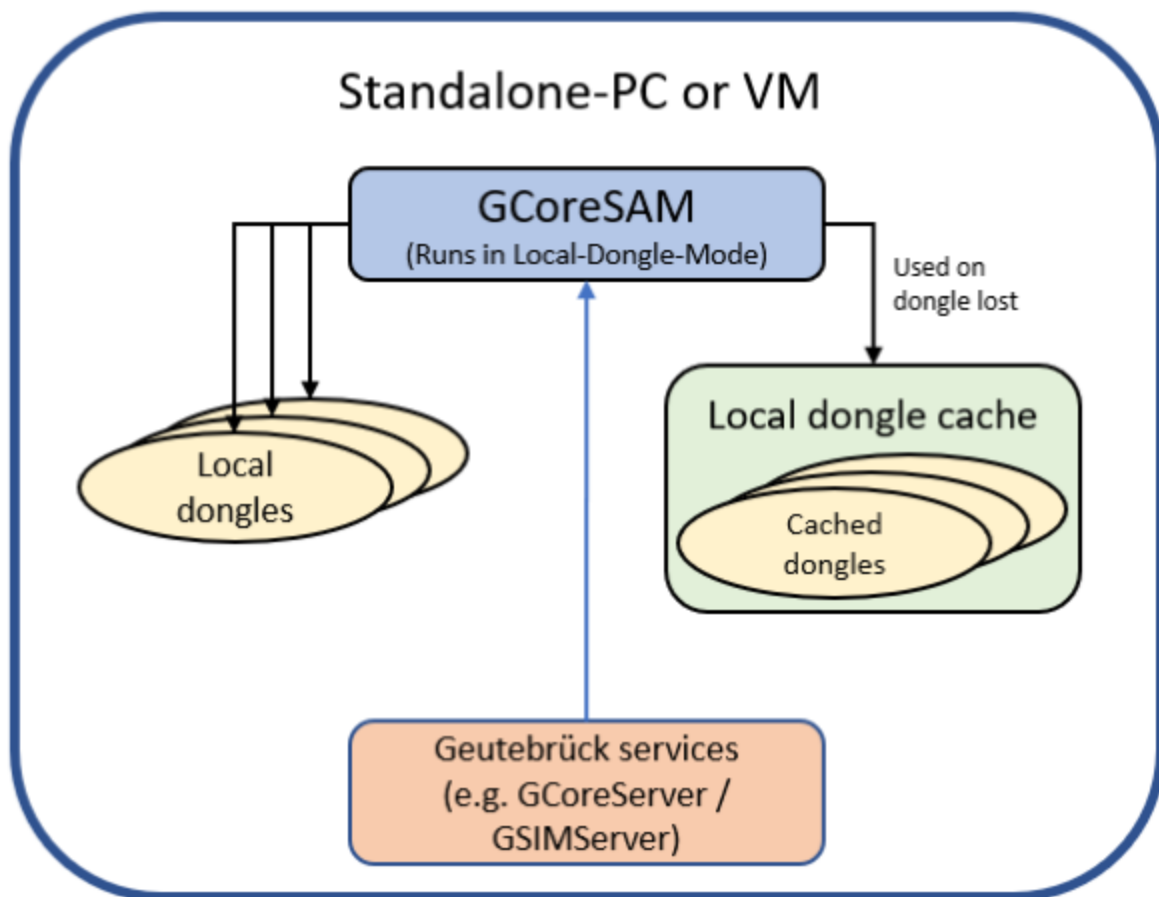 Standalone-PC or VM
GCoreSAM
(Runs in Local-Dongle-Mode)
Used on
dongle lost
Local
dongles
Local dongle cache
Cached
dongles
Geutebrück services
(e.g. GCoreServer /
GSIMServer)